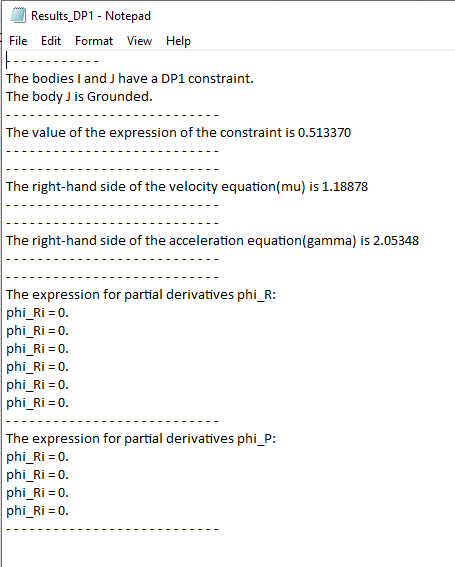 Results_DP1 - Notepad
File Edit Format View Help
- - - - - - - - - - - -
The bodies I and J have a DP1 constraint.
The body J is Grounded.
- - - - - - - - - - - - - - - - - - - - - - - - -
The value of the expression of the constraint is 0.513370
- - - - - - - - - - - - - - - - - - - - - - - - -
- - - - - - - - - - - - - - - - - - - - - - - - -
The right-hand side of the velocity equation(mu) is 1.18878
- - - - - - - - - - - - - - - - - - - - - - - - -
- - - - - - - - - - - - - - - - - - - - - - - - -
The right-hand side of the acceleration equation(gamma) is 2.05348
- - - - - - - - - - - - - - - - - - - - - - - - -
- - - - - - - - - - - - - - - - - - - - - - - - -
The expression for partial derivatives phi_R:
phi_Ri = 0.
phi_Ri = 0.
phi_Ri = 0.
phi_Ri = 0.
phi_Ri = 0.
phi_Ri = 0.
- - - - - - - - - - - - - - - - - - - - - - - - -
The expression for partial derivatives phi_P:
phi_Ri = 0.
phi_Ri = 0.
phi_Ri = 0.
phi_Ri = 0.
- - - - - - - - - - - - - - - - - - - - - - - - -